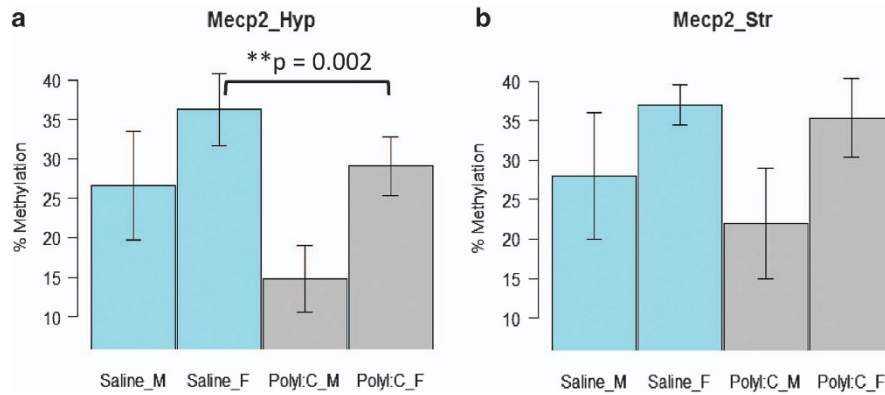 a
Mecp2_Hyp
**p = 0.002
% Methylation
40
35
30
25
20
15
10
Saline_M Saline_F PolyI:C_M PolyI:C_F
b
Mecp2_Str
% Methylation
40
35
30
25
20
15
10
Saline_M Saline_F PolyI:C_M PolyI:C_F